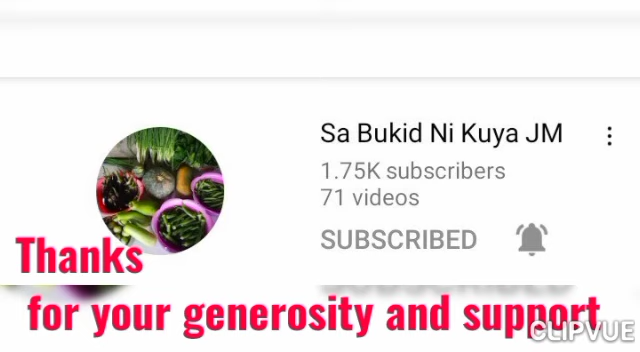 Sa Bukid Ni Kuya JM
1.75K subscribers
71 videos
SUBSCRIBED
Thanks
for your generosity and support
CLIPVUE